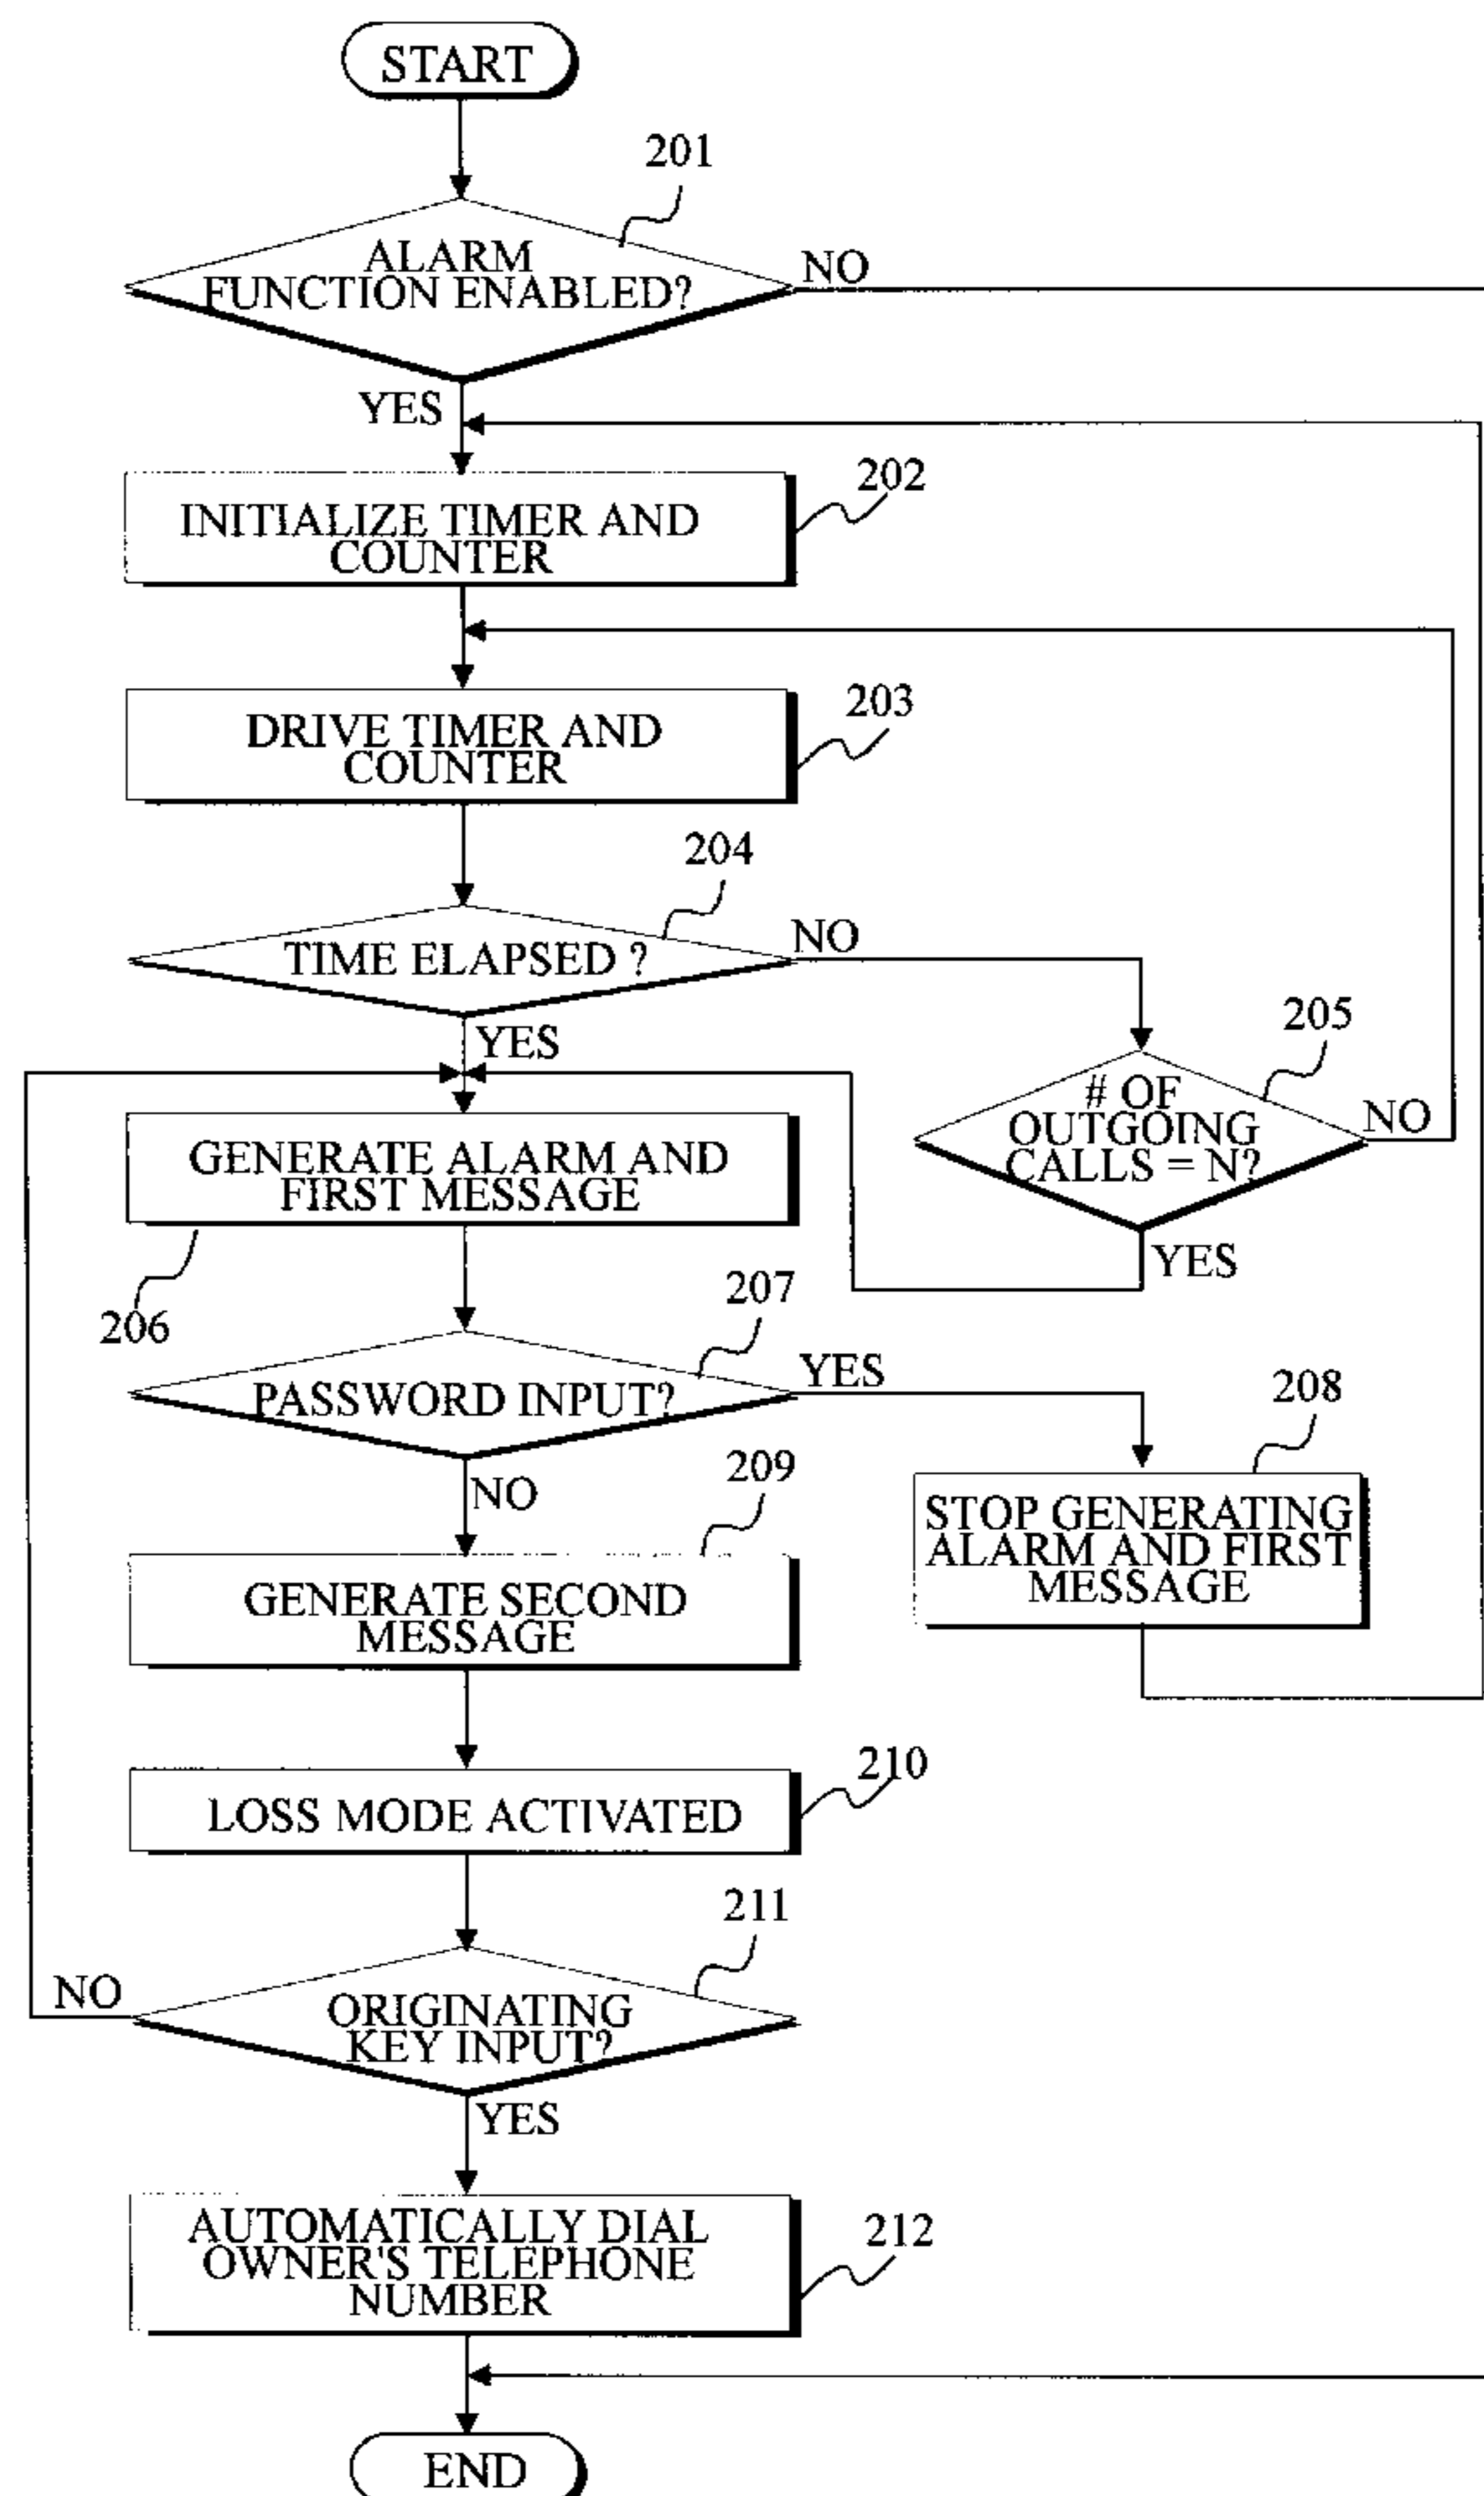 START
201
ALARM
FUNCTION ENABLED?
NO
YES
202
INITIALIZE TIMER AND
COUNTER
203
DRIVE TIMER AND
COUNTER
204
TIME ELAPSED ?
NO
YES
205
# OF
OUTGOING
CALLS = N?
NO
YES
GENERATE ALARM AND
FIRST MESSAGE
206
207
PASSWORD INPUT?
YES
NO
208
STOP GENERATING
ALARM AND FIRST
MESSAGE
209
GENERATE SECOND
MESSAGE
210
LOSS MODE ACTIVATED
211
NO
ORIGINATING
KEY INPUT?
YES
AUTOMATICALLY DIAL
OWNER'S TELEPHONE
NUMBER
212
END